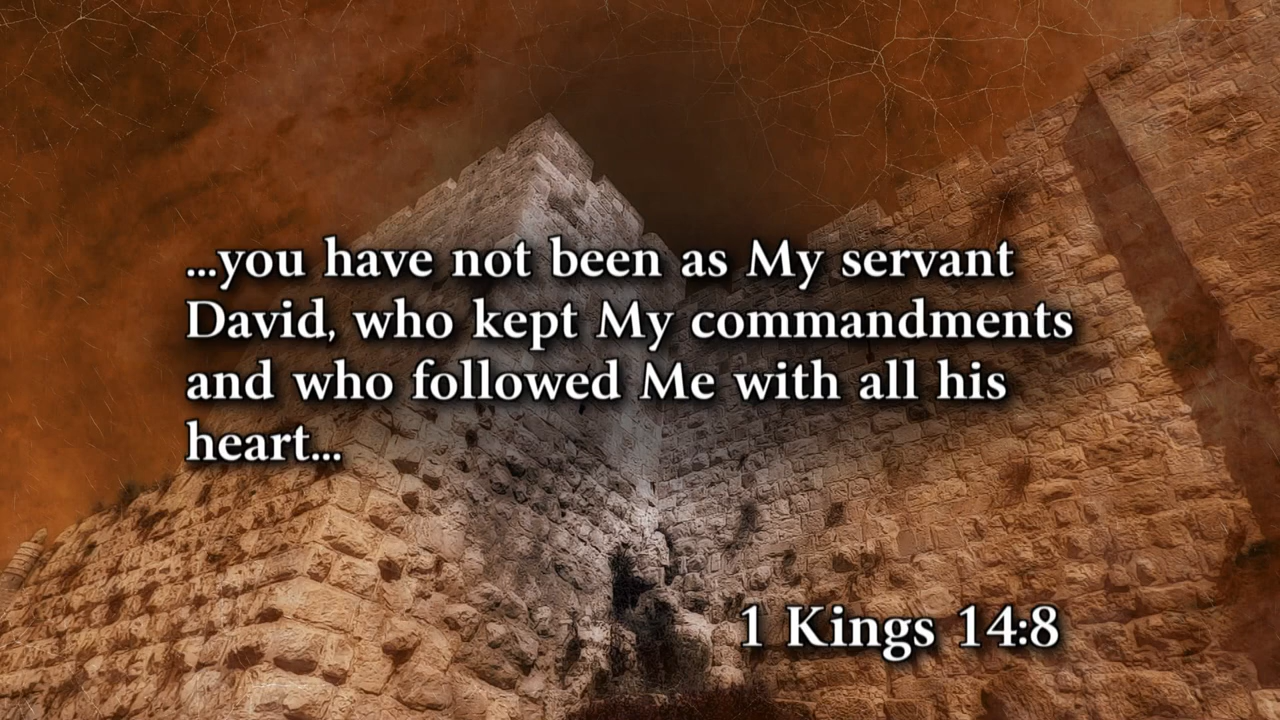 ...you have not been as My servant
David, who kept My commandments
and who followed Me with all his
heart...
1 Kings 14:8